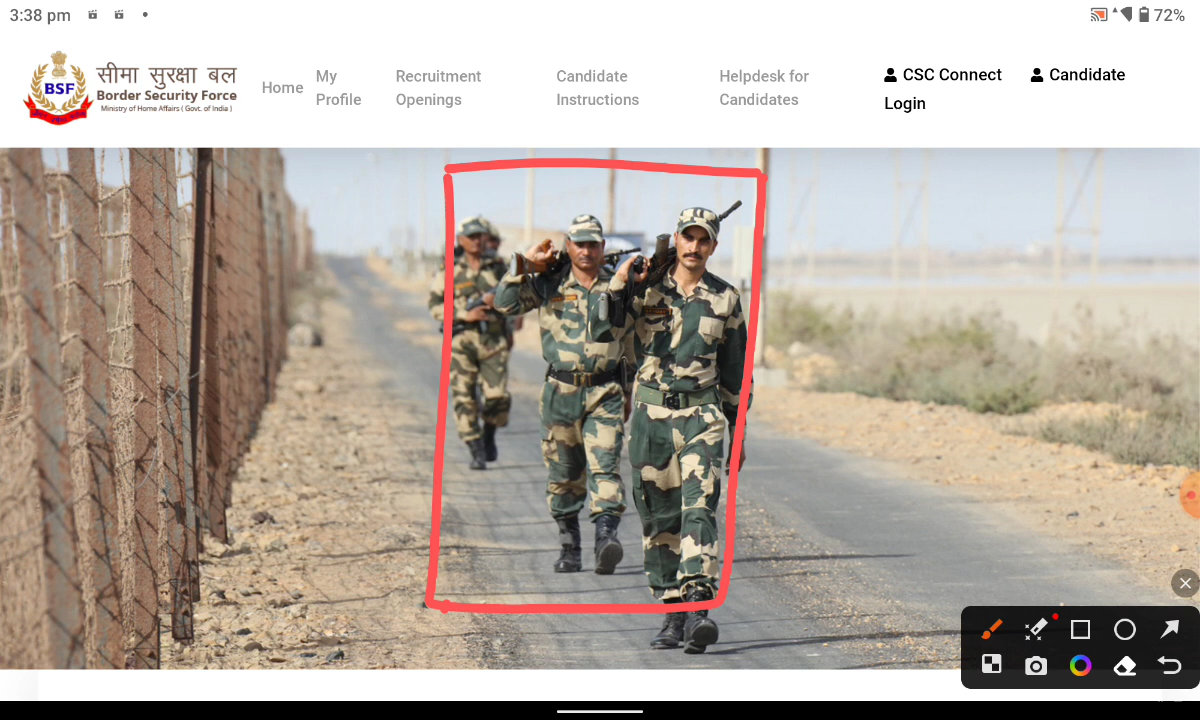 3:38 pm
72%
सीमा सुरक्षा बल
BSF
Border Security Force
Ministry of Home Affairs ( Govt. of India )
Home
My
Profile
Recruitment
Openings
Candidate
Instructions
Helpdesk for
Candidates
CSC Connect
Candidate
Login